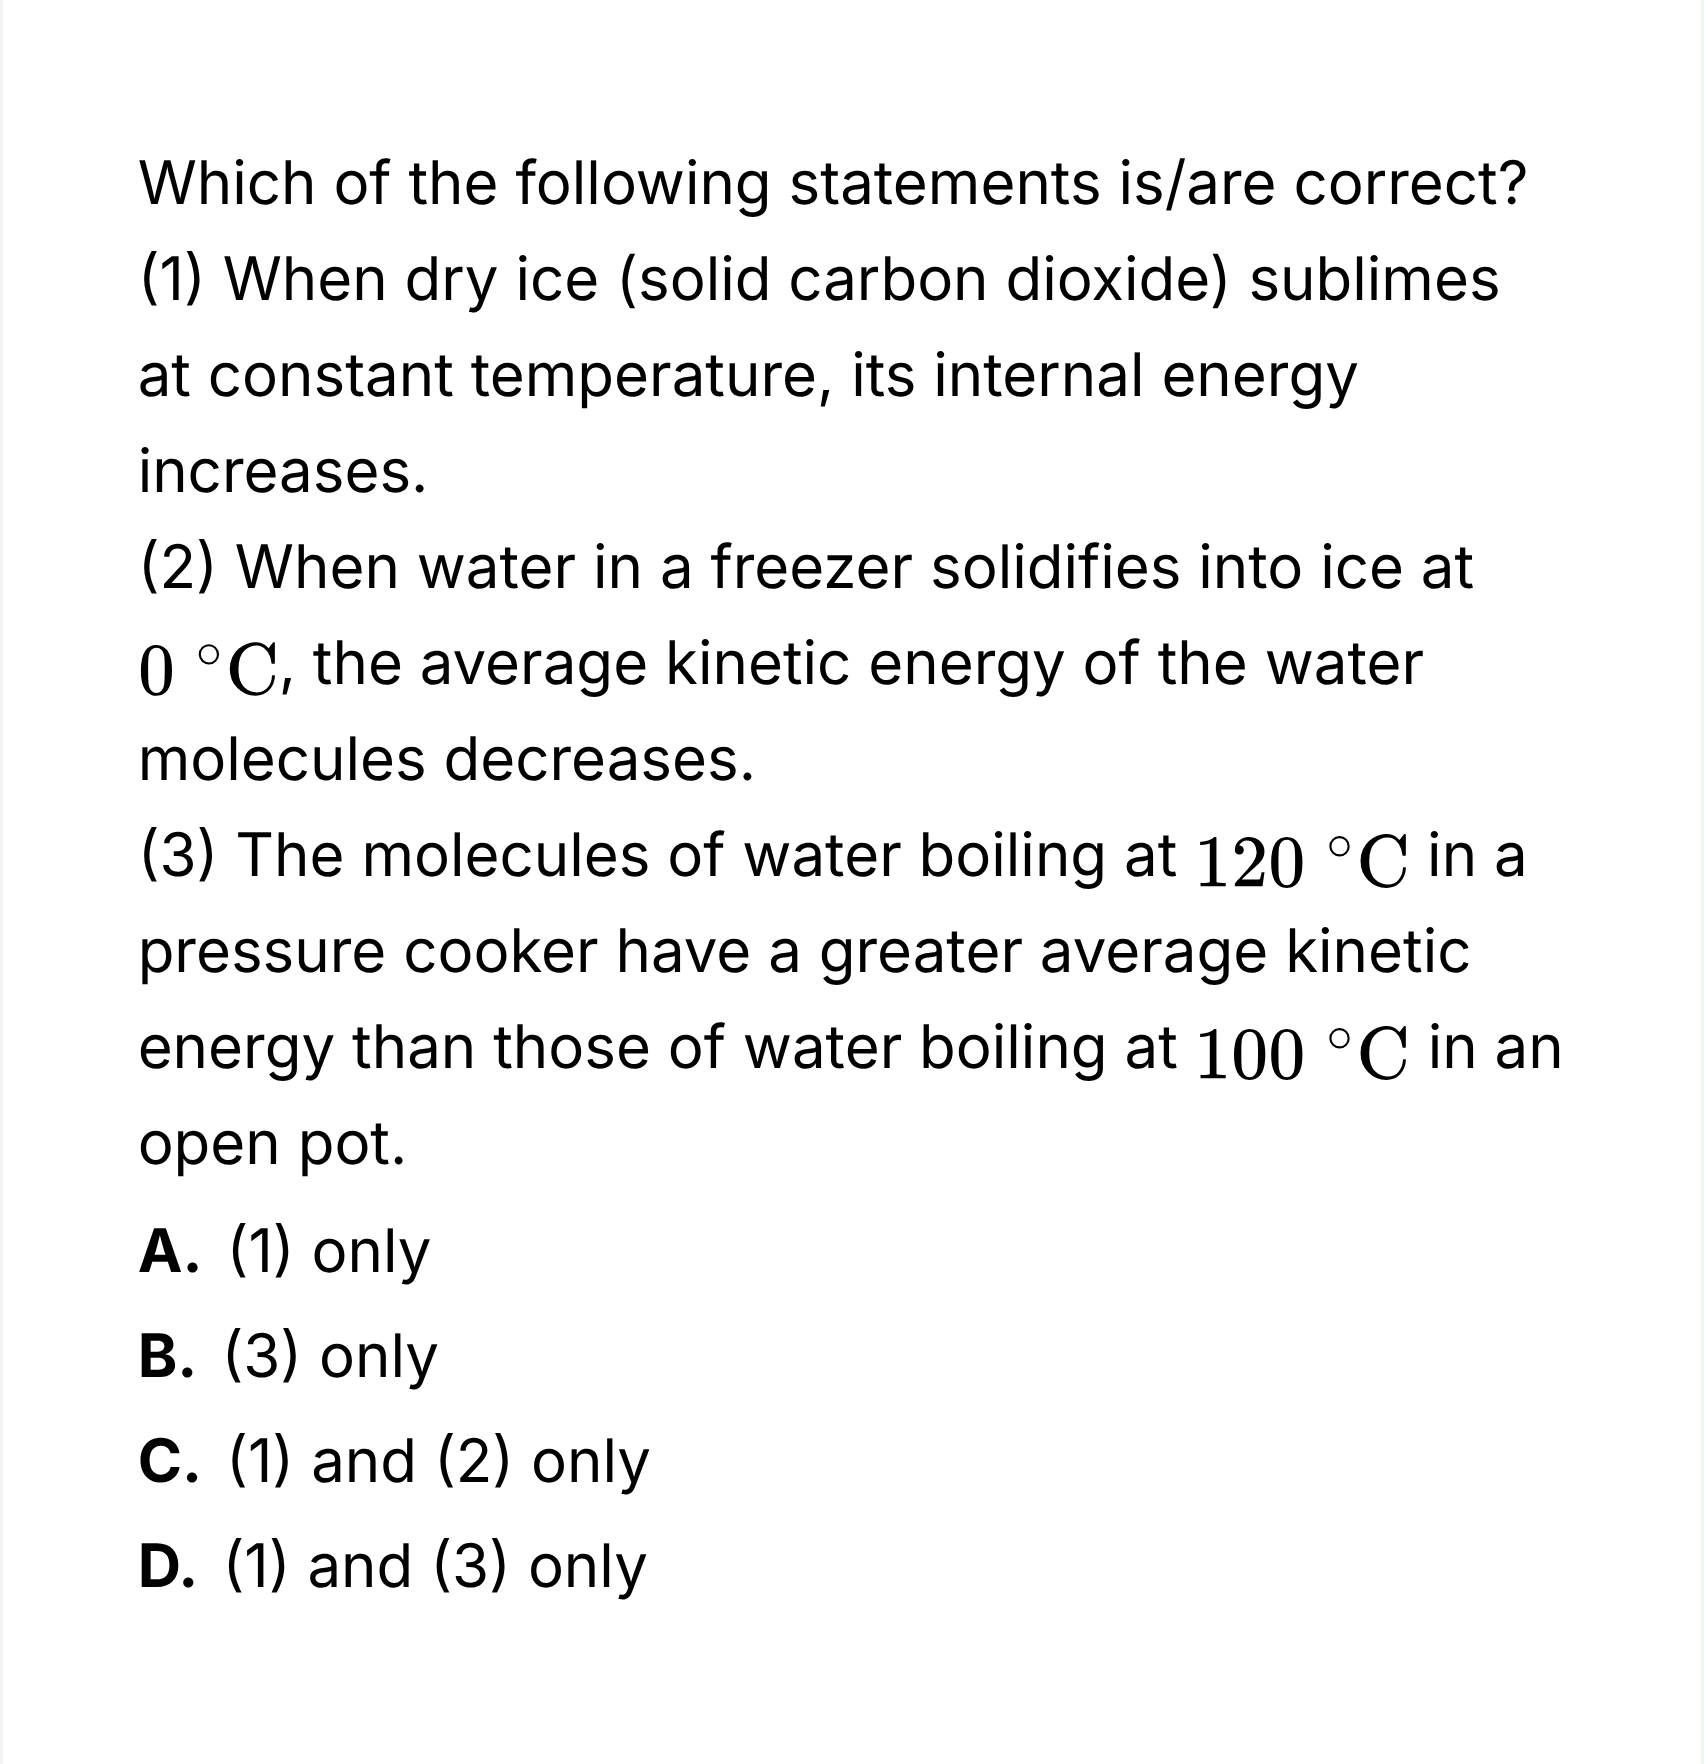 Which of the following statements is/are correct?
(1) When dry ice (solid carbon dioxide) sublimes
at constant temperature, its internal energy
increases.
(2) When water in a freezer solidifies into ice at
0 °C, the average kinetic energy of the water
molecules decreases.
(3) The molecules of water boiling at 120 °C in a
pressure cooker have a greater average kinetic
energy than those of water boiling at 100 °C in an
open pot.
A. (1) only
B. (3) only
C. (1) and (2) only
D. (1) and (3) only